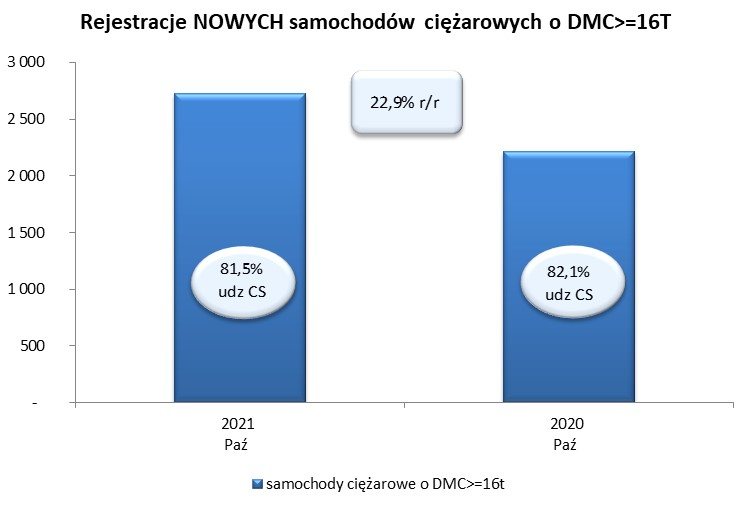 Rejestracje NOWYCH samochodów ciężarowych o DMC>=16T
3 000
2 500
2 000
1 500
1 000
500
-
22,9% r/r
81,5%
udz CS
82,1%
udz CS
2021
Paź
2020
Paź
samochody ciężarowe o DMC>=16t